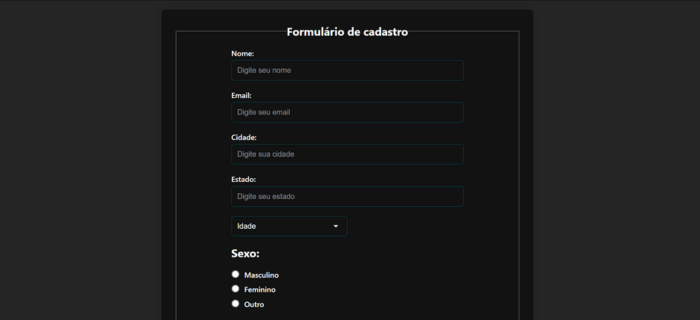 Formulário de cadastro
Nome:
Digite seu nome
Email:
Digite seu email
Cidade:
Digite sua cidade
Estado:
Digite seu estado
Idade
Sexo:
Masculino
Feminino
Outro